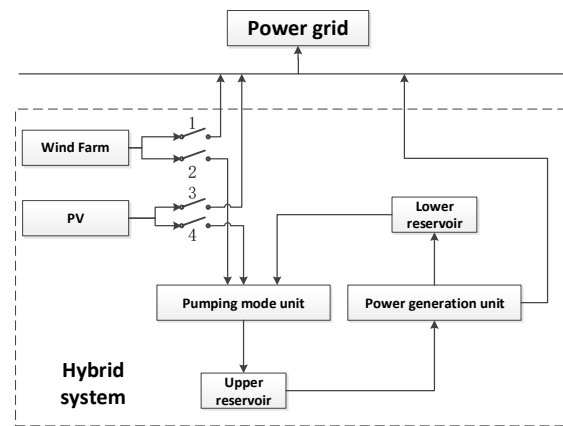 Power grid
1
Wind Farm
2
3
PV
4
Lower
reservoir
Pumping mode unit
Power generation unit
Hybrid
system
Upper
reservoir